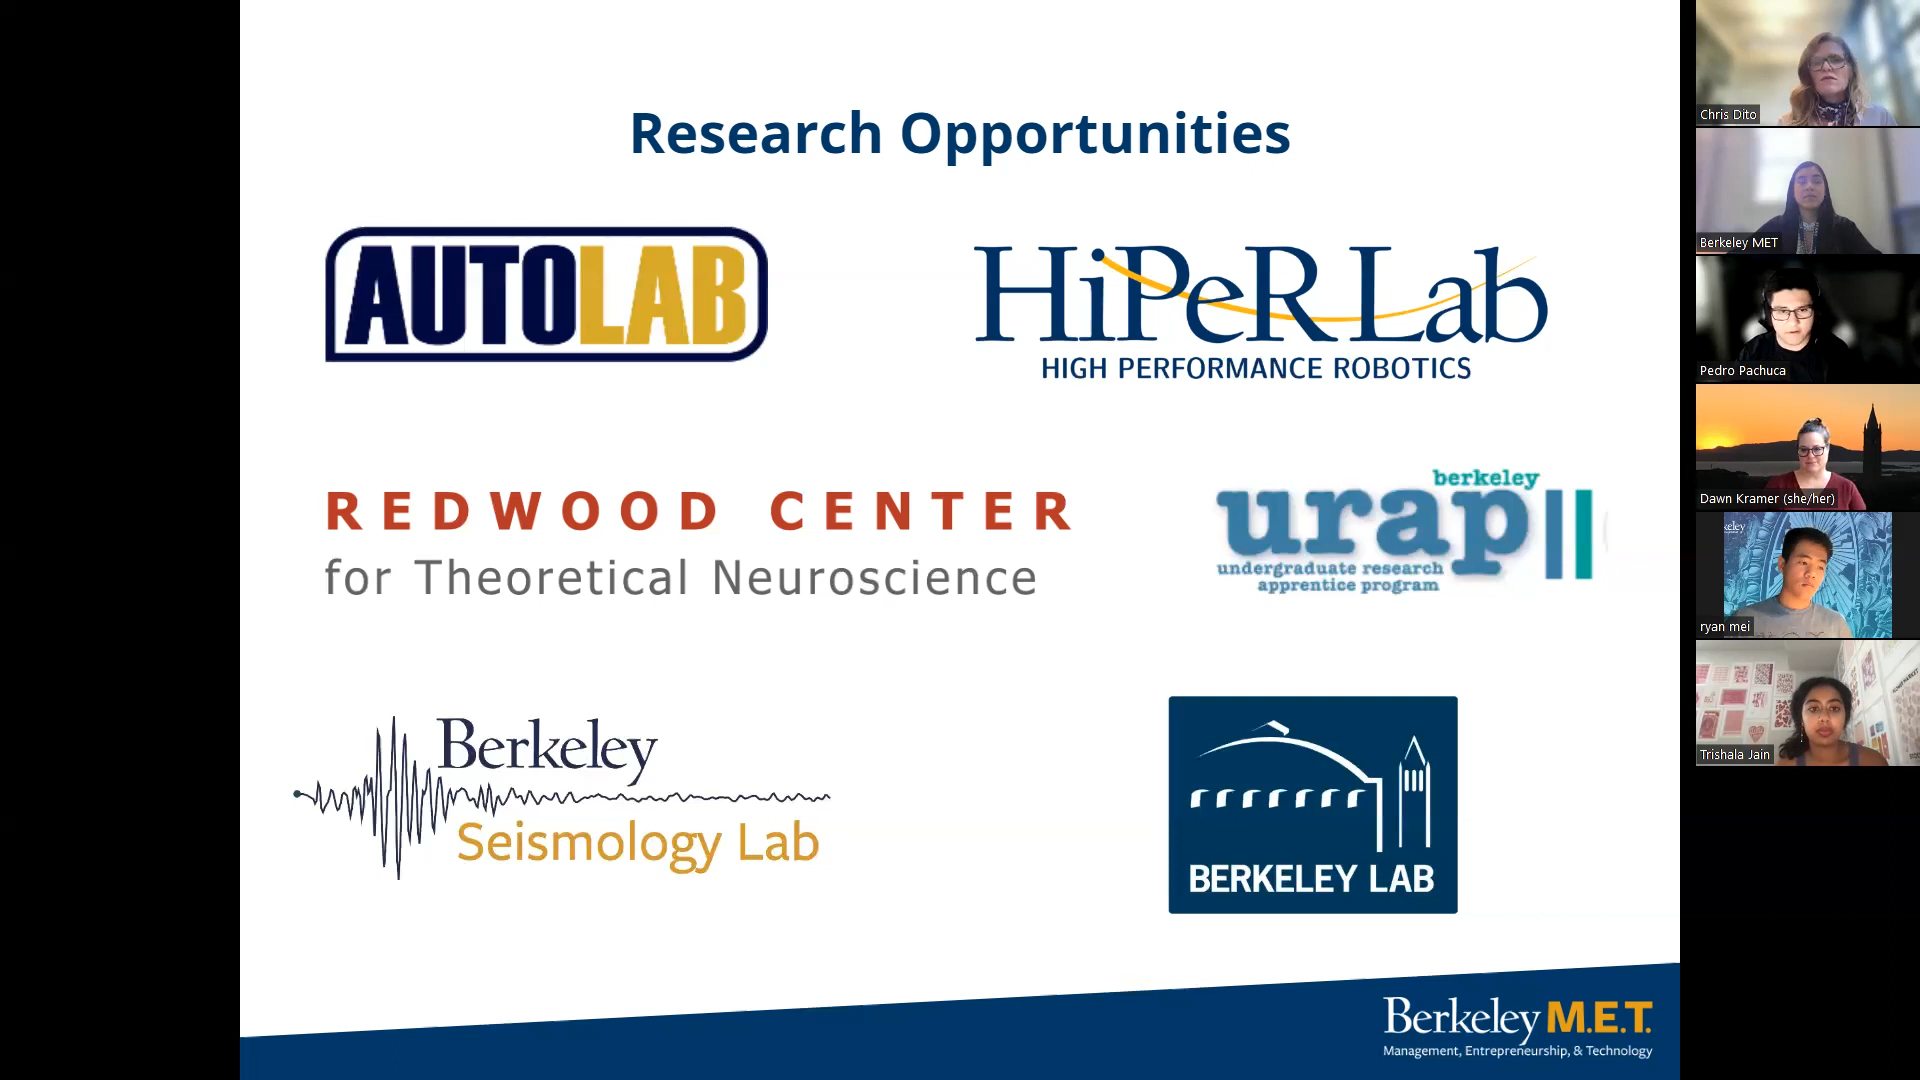 Research Opportunities
AUTOLAB
HiPeRLab
HIGH PERFORMANCE ROBOTICS
REDWOOD CENTER
for Theoretical Neuroscience
berkeley
urap
undergraduate research
apprentice program
Berkeley
Seismology Lab
BERKELEY LAB
Berkeley M.E.T.
Management, Entrepreneurship, & Technology
Chris Dito
Berkeley MET
Pedro Pachuca
Dawn Kramer (she/her)
ryan mei
Trishala Jain